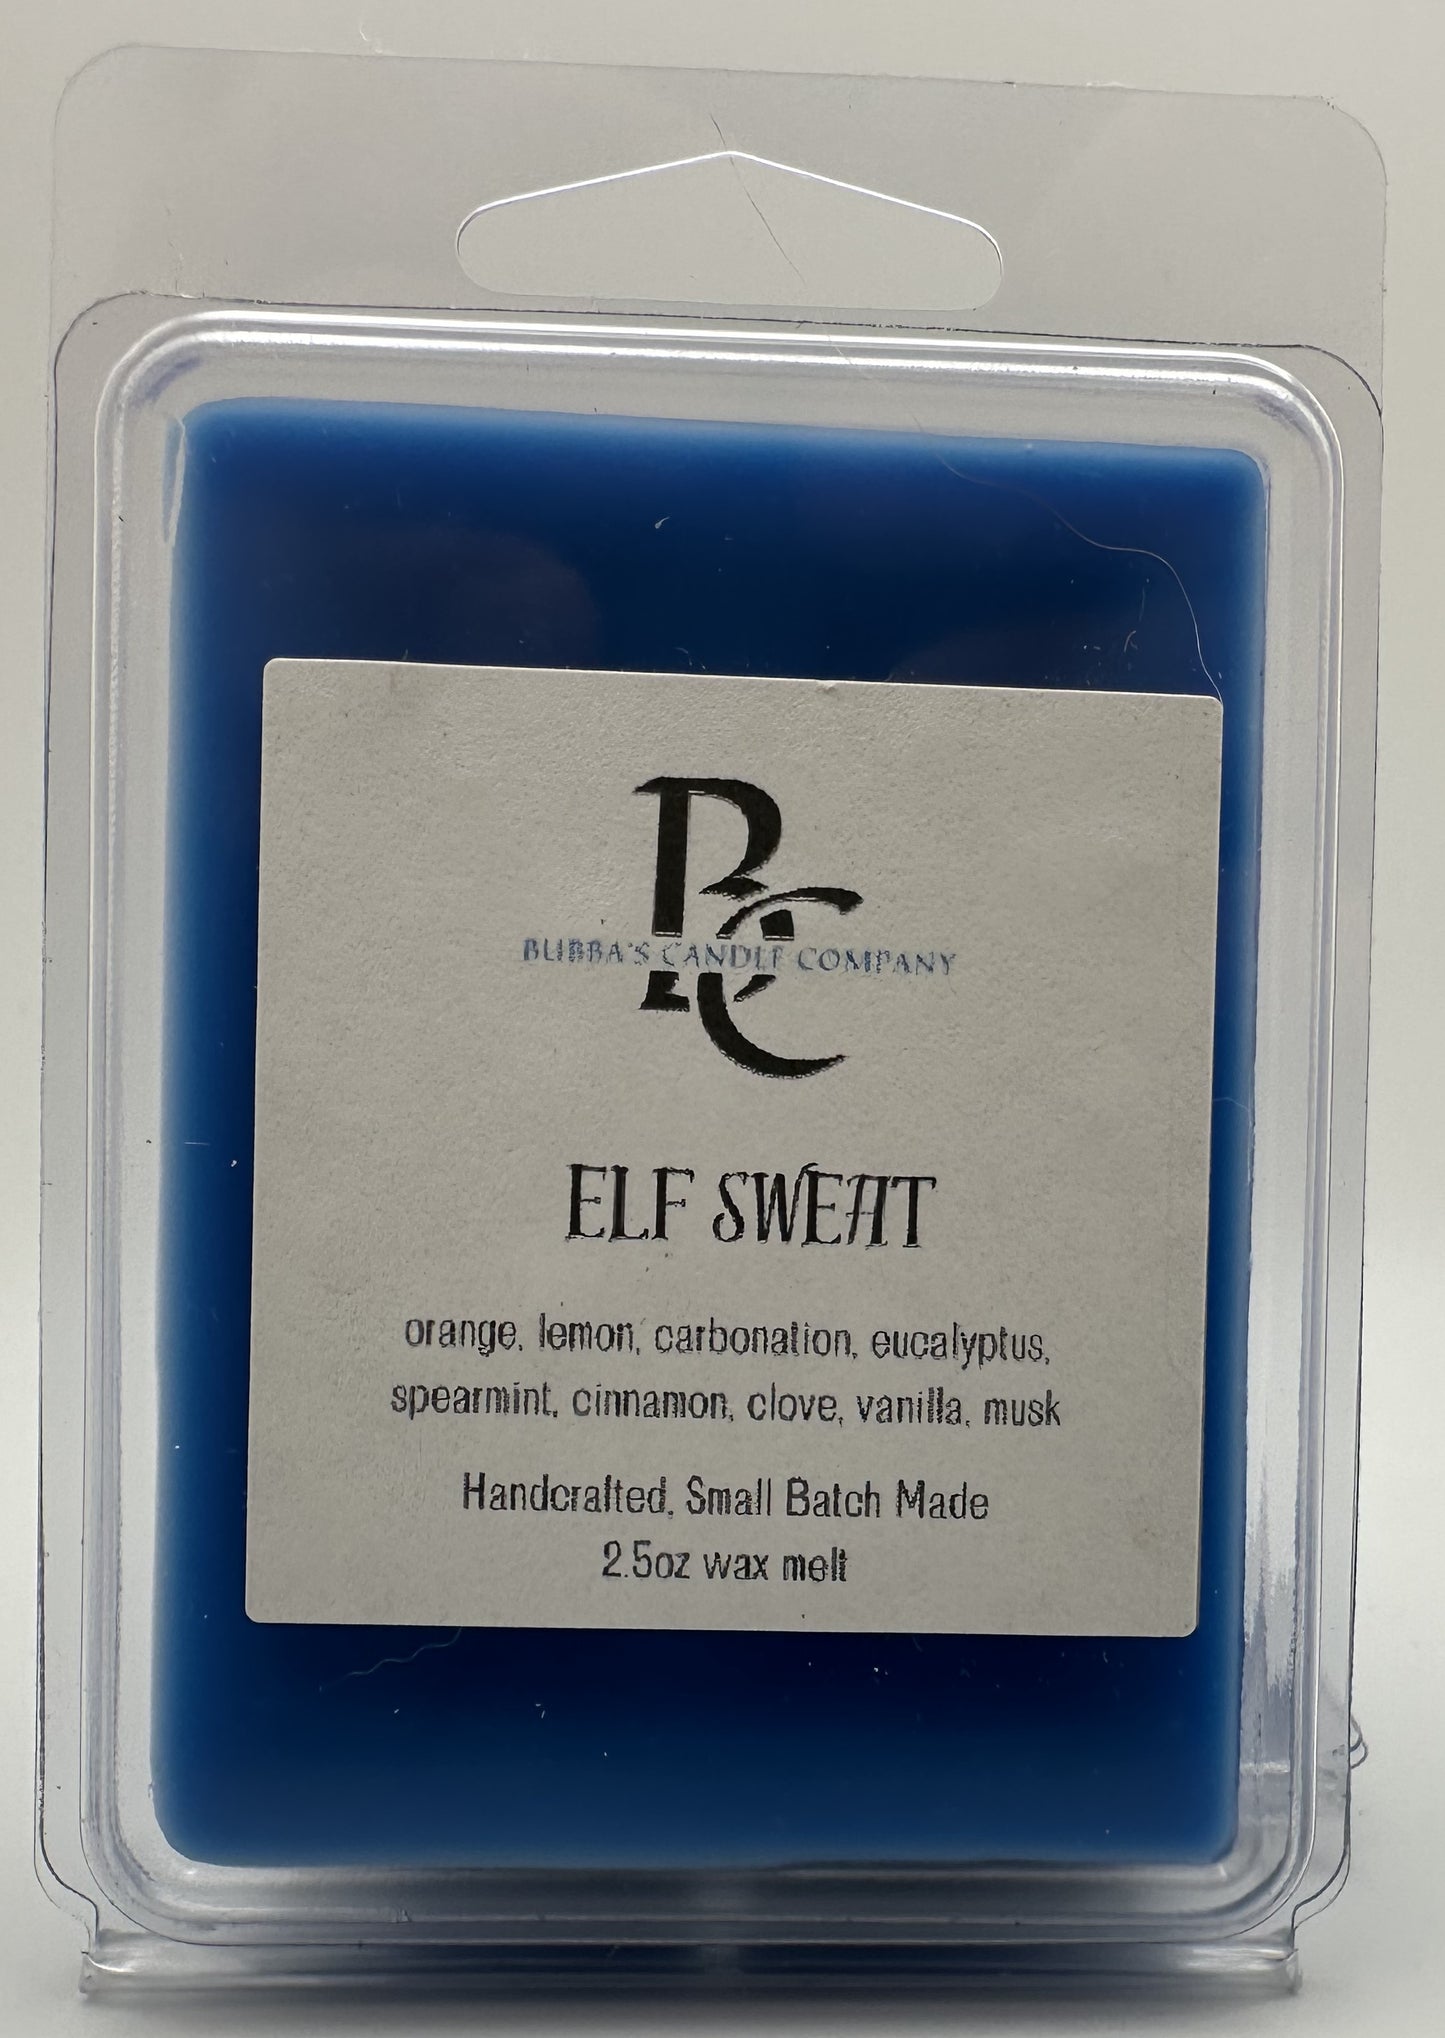 BC
BUBBA'S CANDLE COMPANY
ELF SWEAT
orange, lemon, carbonation, eucalyptus,
spearmint, cinnamon, clove, vanilla, musk
Handcrafted, Small Batch Made
2.5oz wax melt